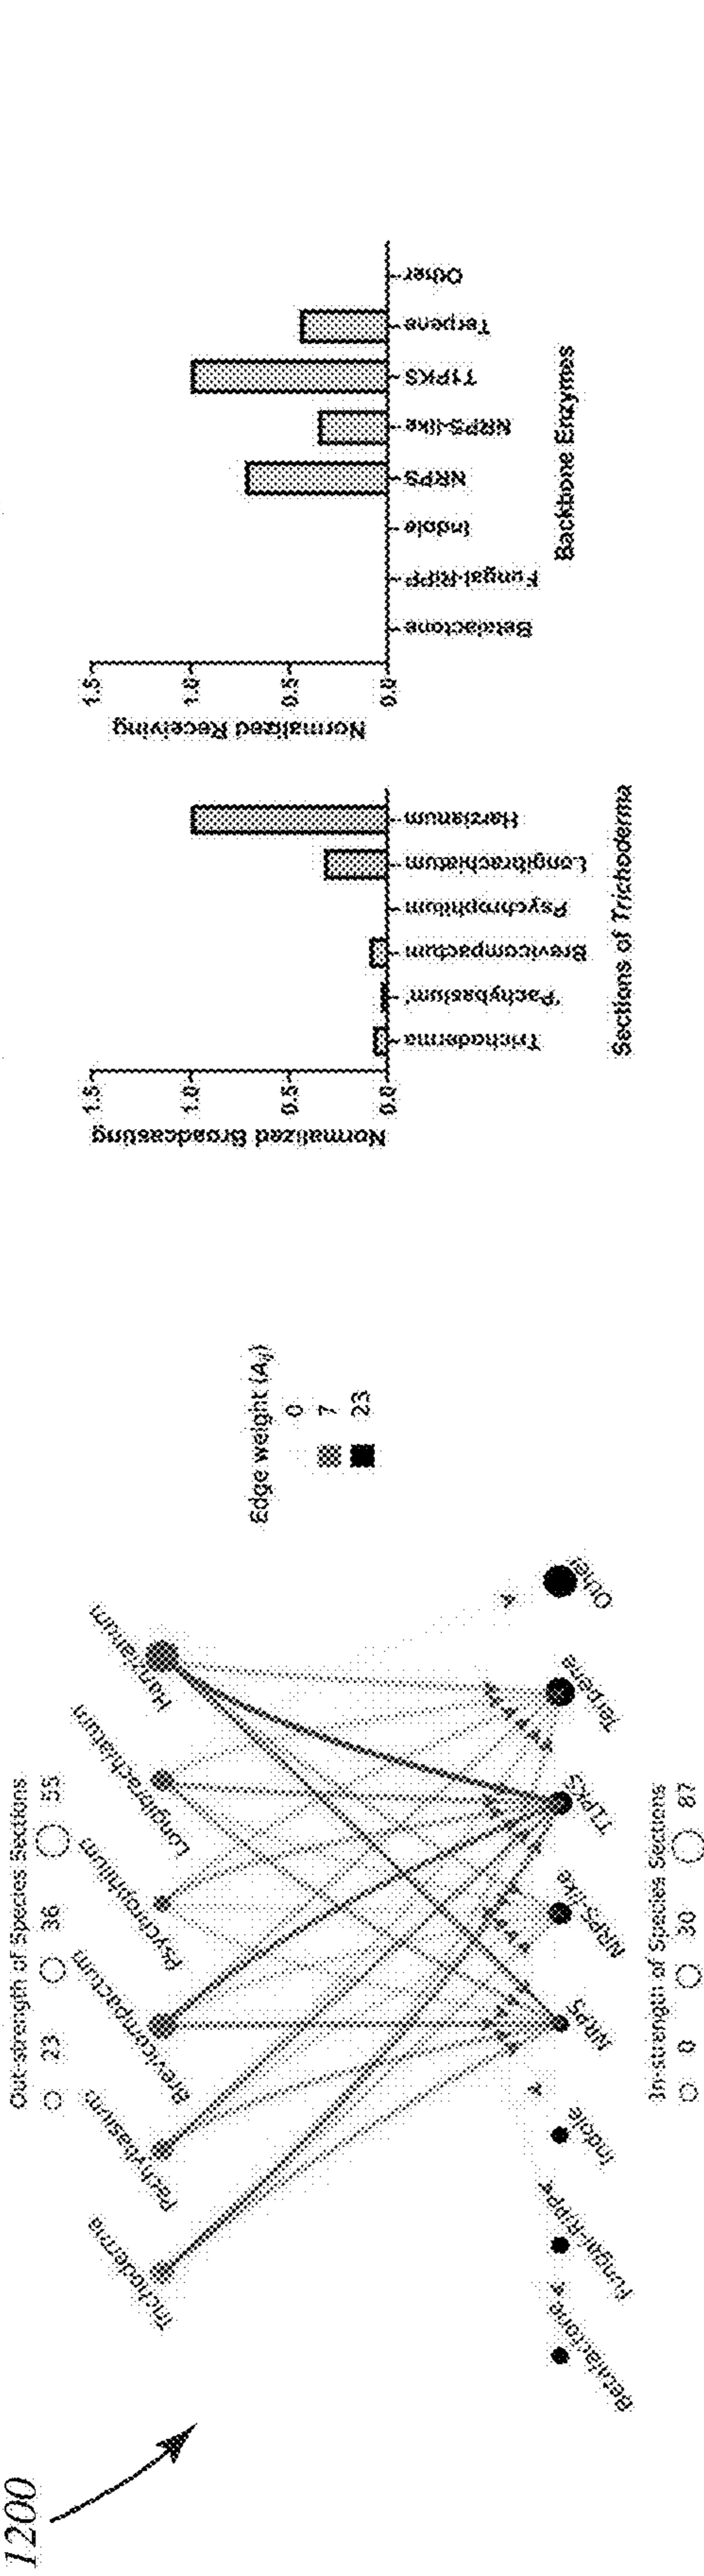 1200
Out-strength of Species Sections
23 36 55
Trichoderma
'Pachybasium'
Brevicompactum
Psychrophilum
Longibrachiatum
Harzianum
Betalactone
Fungal-RiPP
Indole
NRPS
NRPS-like
T1PKS
Terpene
Other
In-strength of Species Sections
0 30 87
Edge weight (Aij)
0
7
23
Normalized Broadcasting
1.5
1.0
0.5
0.0
Trichoderma
'Pachybasium'
Brevicompactum
Psychrophilum
Longibrachiatum
Harzianum
Sections of Trichoderma
Normalized Receiving
1.5
1.0
0.5
0.0
Betalactone
Fungal-RiPP
Indole
NRPS
NRPS-like
T1PKS
Terpene
Other
Backbone Enzymes